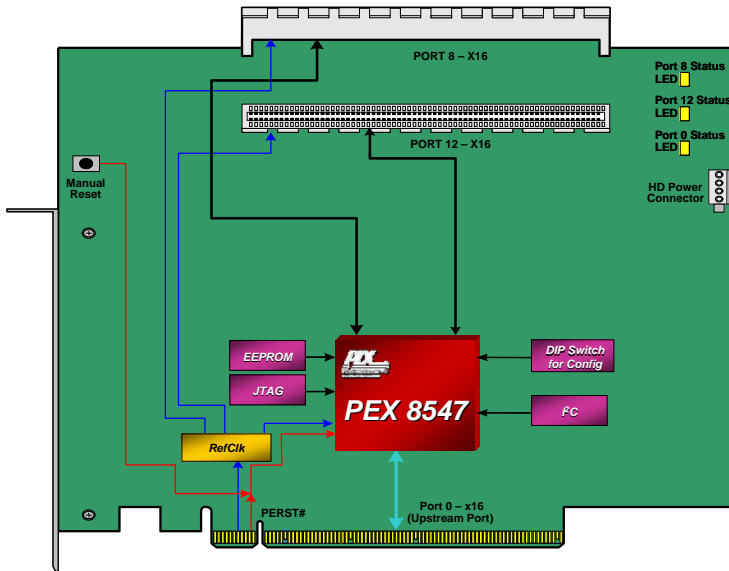 PORT 8 – X16
Port 8 Status
LED
Port 12 Status
LED
PORT 12 – X16
Port 0 Status
LED
Manual
Reset
HD Power
Connector
EEPROM
JTAG
PLX
PEX 8547
DIP Switch
for Config
I²C
RefClk
PERST#
Port 0 – x16
(Upstream Port)